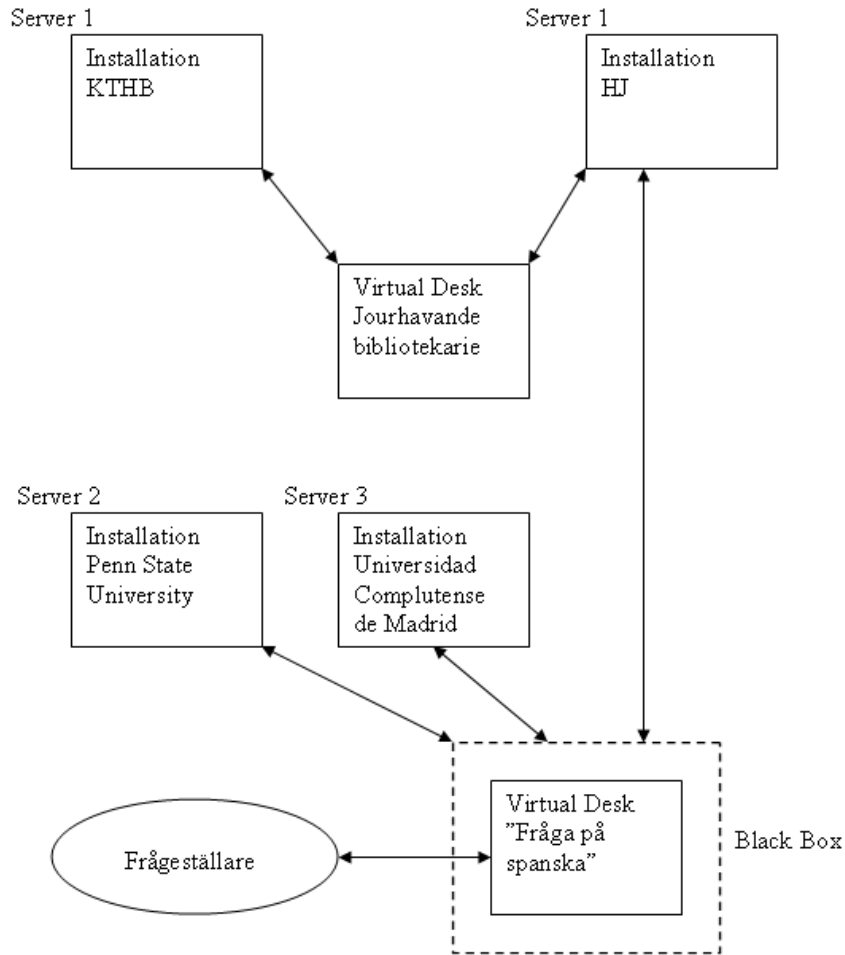 Server 1
Installation
KTHB
Server 1
Installation
HJ
Virtual Desk
Jourhavande
bibliotekarie
Server 2
Installation
Penn State
University
Server 3
Installation
Universidad
Complutense
de Madrid
Virtual Desk
”Fråga på
spanska”
Black Box
Frågeställare